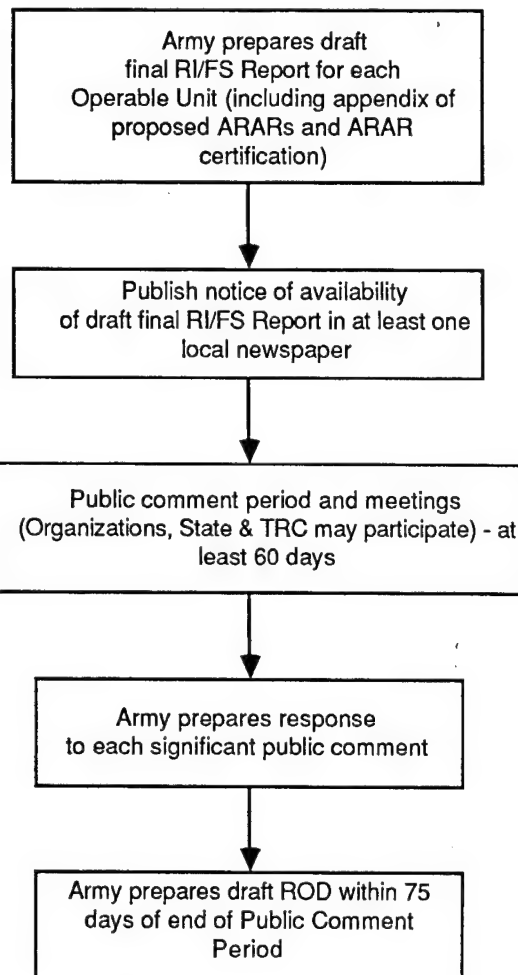 Army prepares draft
final RI/FS Report for each
Operable Unit (including appendix of
proposed ARARs and ARAR
certification)
Publish notice of availability
of draft final RI/FS Report in at least one
local newspaper
Public comment period and meetings
(Organizations, State & TRC may participate) - at
least 60 days
Army prepares response
to each significant public comment
Army prepares draft ROD within 75
days of end of Public Comment
Period